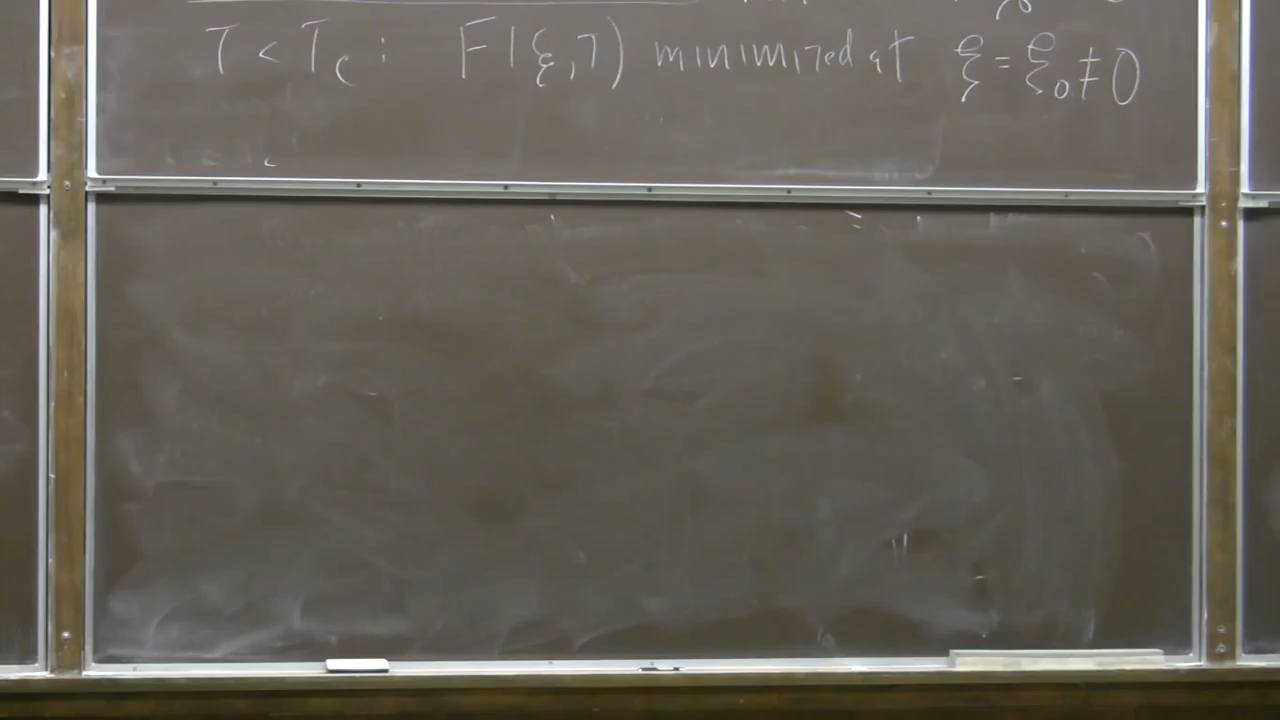 T < T_c : F(ξ,T) minimized at ξ = ξ_0 ≠ 0